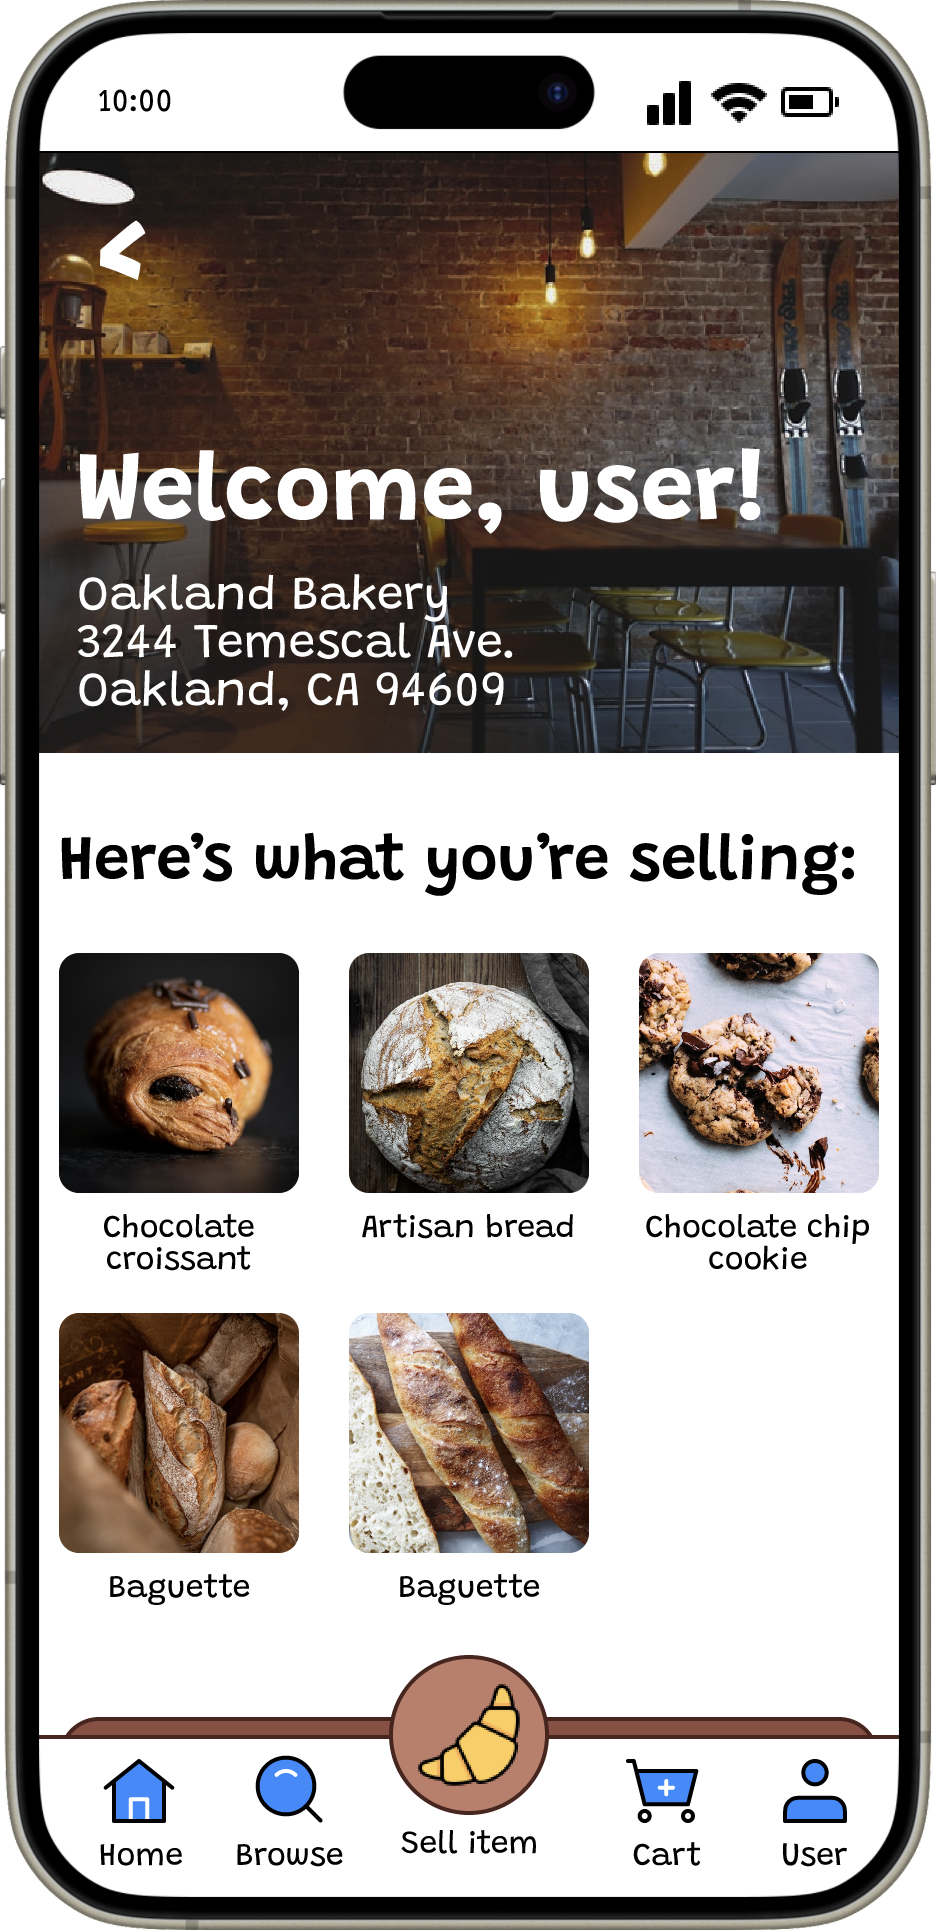 10:00
Welcome, user!
Oakland Bakery
3244 Temescal Ave.
Oakland, CA 94609
Here’s what you’re selling:
Chocolate
croissant
Artisan bread
Chocolate chip
cookie
Baguette
Baguette
Home
Browse
Sell item
Cart
User